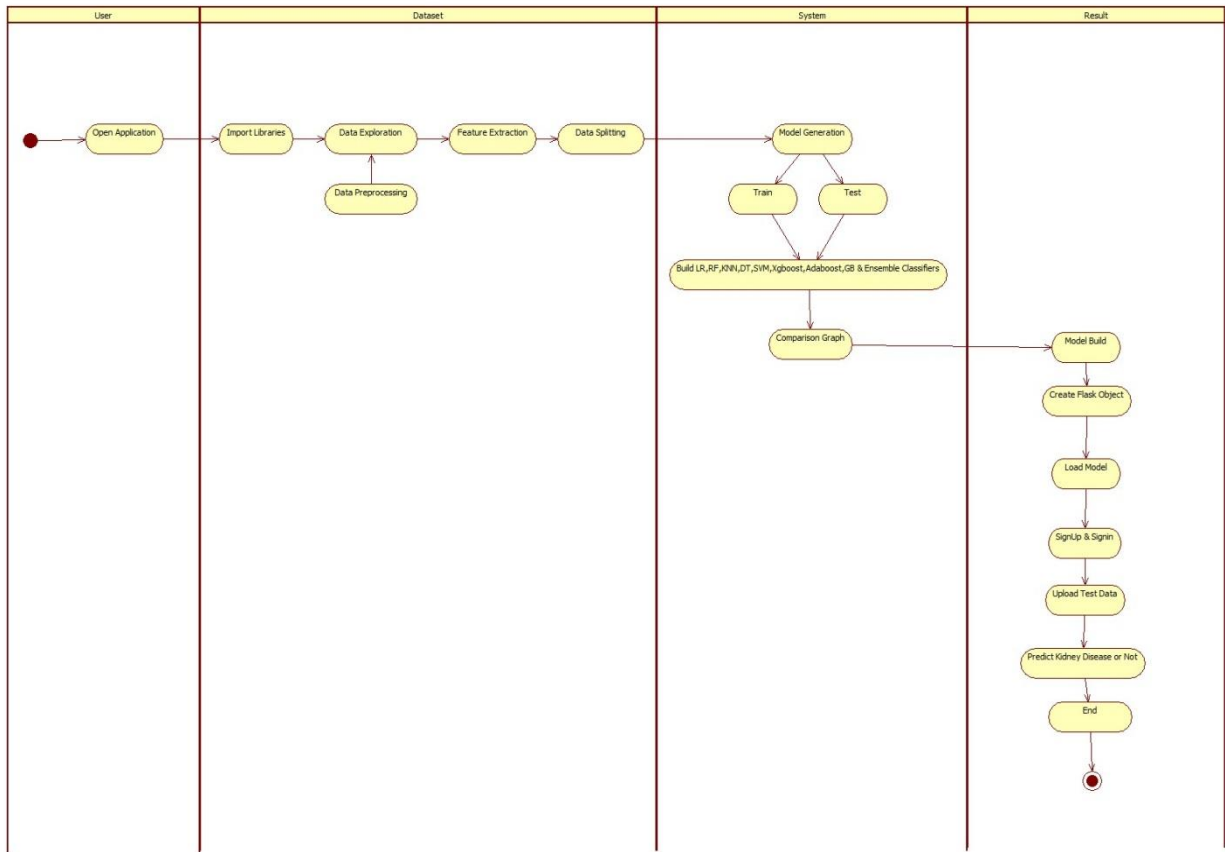 User
Dataset
System
Result
Open Application
Import Libraries
Data Exploration
Feature Extraction
Data Splitting
Model Generation
Data Preprocessing
Train
Test
Build LR,RF,KNN,DT,SVM,Xgboost,Adaboost,GB & Ensemble Classifiers
Comparison Graph
Model Build
Create Flask Object
Load Model
SignUp & Signin
Upload Test Data
Predict Kidney Disease or Not
End